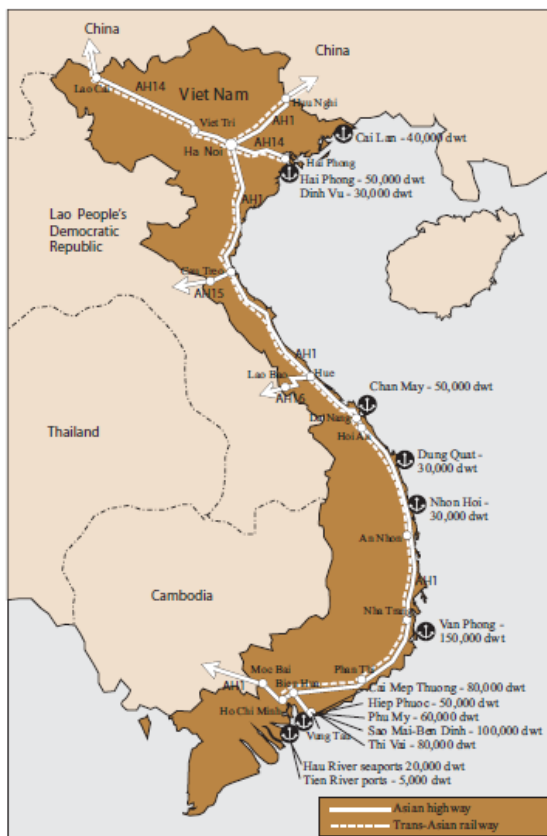 China
China
AH14
Lao Cai
Viet Nam
Viet Tri
AH1
Huu Nghi
AH14
Ha Noi
Hai Phong
Cai Lan - 40,000 dwt
Hai Phong - 50,000 dwt
Dinh Vu - 30,000 dwt
AH1
Lao People's
Democratic
Republic
Cau Treo
AH15
AH1
Lao Bao
Hue
AH16
Chan May - 50,000 dwt
Da Nang
Hoi An
Thailand
Dung Quat -
30,000 dwt
Nhon Hoi -
30,000 dwt
An Nhon
Cambodia
AH1
Nha Trang
Van Phong -
150,000 dwt
Moc Bai
Phan Thi
AH1
Bien Hoa
Ho Chi Minh
Vung Tau
Cai Mep Thuong - 80,000 dwt
Hiep Phuoc - 50,000 dwt
Phu My - 60,000 dwt
Sao Mai-Ben Dinh - 100,000 dwt
Thi Vai - 80,000 dwt
Hau River seaports 20,000 dwt
Tien River ports - 5,000 dwt
Asian highway
Trans-Asian railway